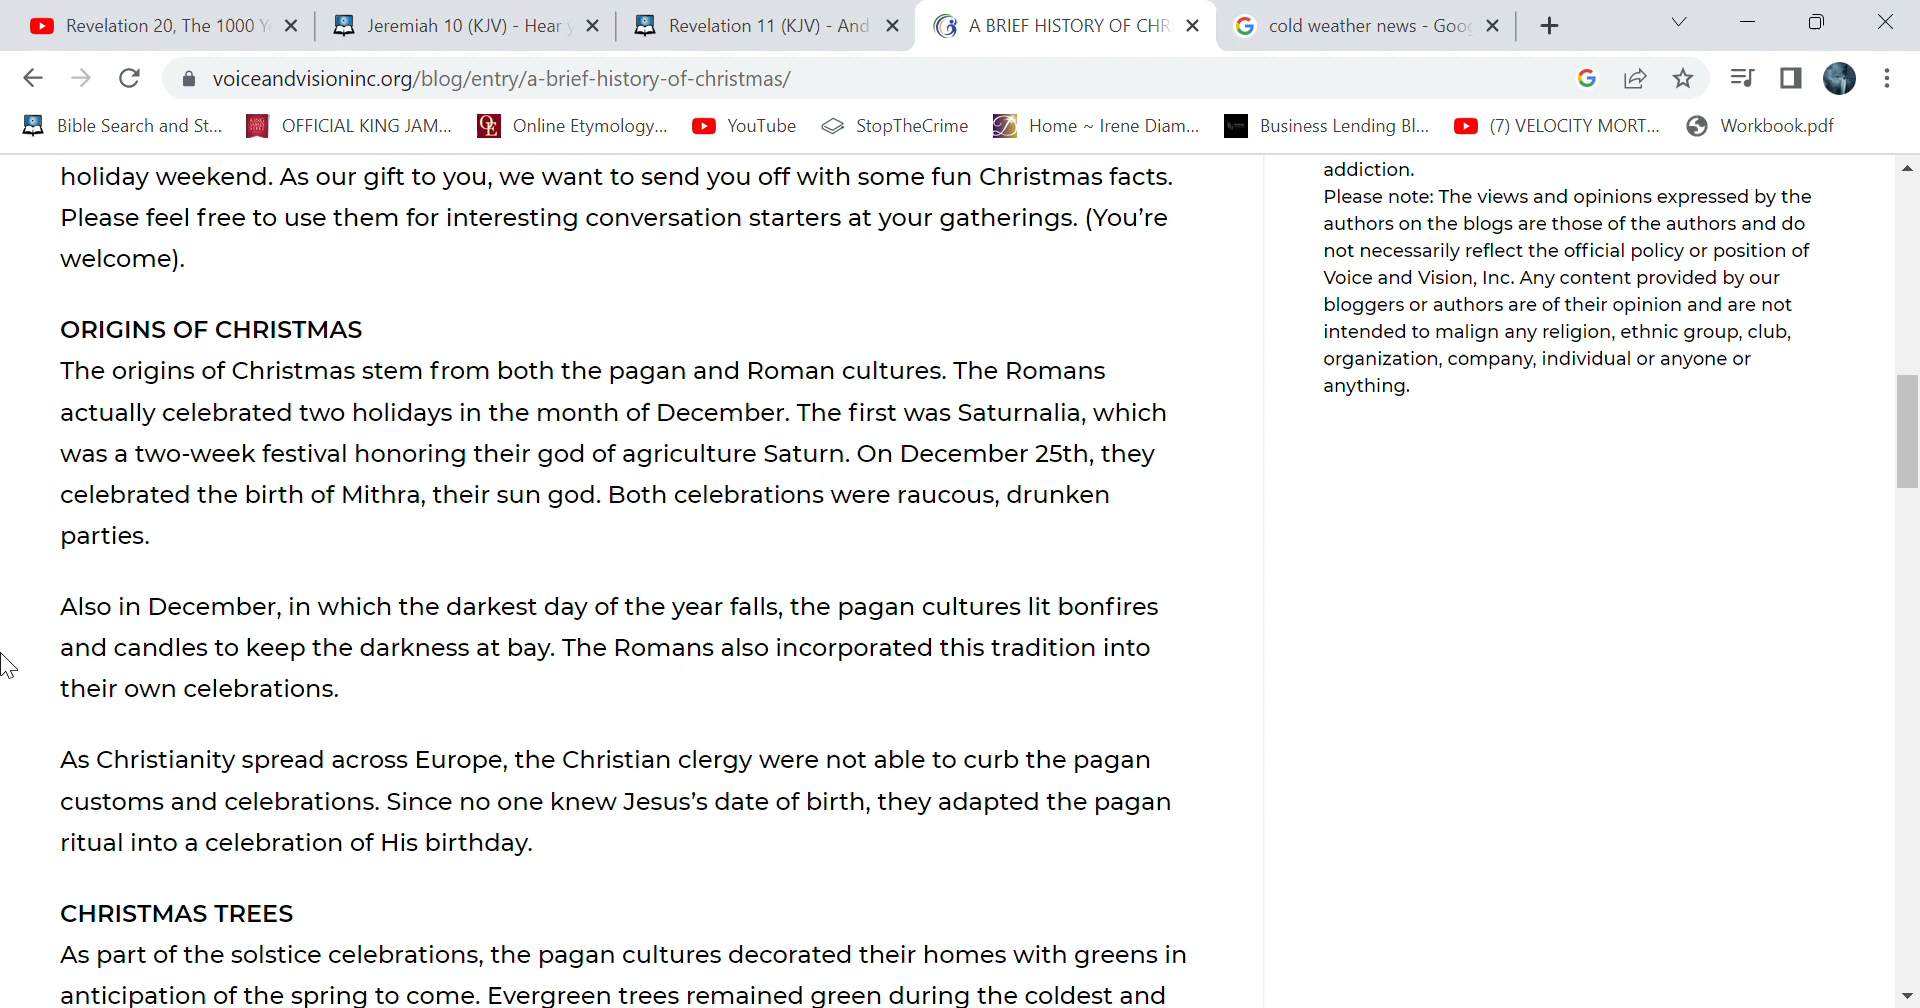 Revelation 20, The 1000 Y
Jeremiah 10 (KJV) - Hear y
Revelation 11 (KJV) - And
A BRIEF HISTORY OF CHR
cold weather news - Goog
voiceandvisioninc.org/blog/entry/a-brief-history-of-christmas/
Bible Search and St...
OFFICIAL KING JAM...
Online Etymology...
YouTube
StopTheCrime
Home ~ Irene Diam...
Business Lending Bl...
(7) VELOCITY MORT...
Workbook.pdf
holiday weekend. As our gift to you, we want to send you off with some fun Christmas facts.
Please feel free to use them for interesting conversation starters at your gatherings. (You’re
welcome).
ORIGINS OF CHRISTMAS
The origins of Christmas stem from both the pagan and Roman cultures. The Romans
actually celebrated two holidays in the month of December. The first was Saturnalia, which
was a two-week festival honoring their god of agriculture Saturn. On December 25th, they
celebrated the birth of Mithra, their sun god. Both celebrations were raucous, drunken
parties.
Also in December, in which the darkest day of the year falls, the pagan cultures lit bonfires
and candles to keep the darkness at bay. The Romans also incorporated this tradition into
their own celebrations.
As Christianity spread across Europe, the Christian clergy were not able to curb the pagan
customs and celebrations. Since no one knew Jesus’s date of birth, they adapted the pagan
ritual into a celebration of His birthday.
CHRISTMAS TREES
As part of the solstice celebrations, the pagan cultures decorated their homes with greens in
anticipation of the spring to come. Evergreen trees remained green during the coldest and
addiction.
Please note: The views and opinions expressed by the
authors on the blogs are those of the authors and do
not necessarily reflect the official policy or position of
Voice and Vision, Inc. Any content provided by our
bloggers or authors are of their opinion and are not
intended to malign any religion, ethnic group, club,
organization, company, individual or anyone or
anything.